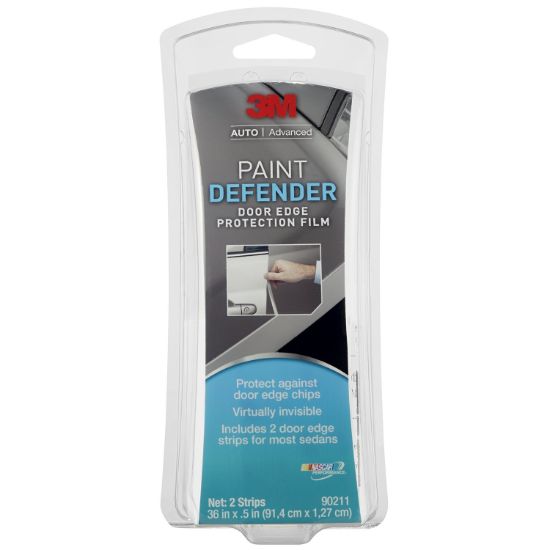 3M
AUTO | Advanced
PAINT
DEFENDER
DOOR EDGE
PROTECTION FILM
Protect against
door edge chips
Virtually invisible
Includes 2 door edge
strips for most sedans
NASCAR
PERFORMANCE
Net: 2 Strips 90211
36 in x .5 in (91,4 cm x 1,27 cm)